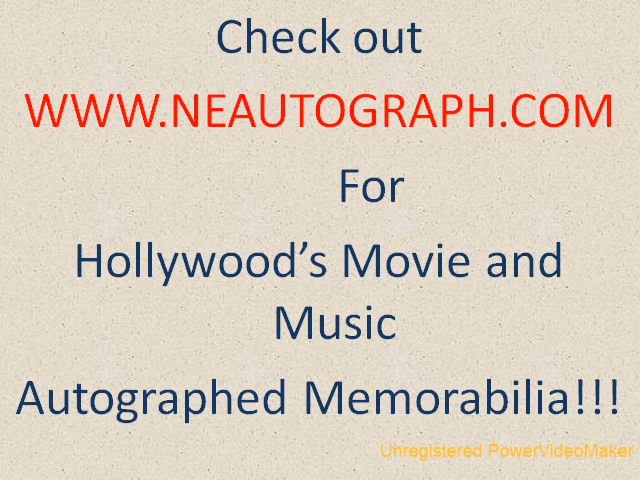 Check out
WWW.NEAUTOGRAPH.COM
For
Hollywood’s Movie and
Music
Autographed Memorabilia!!!
Unregistered PowerVideoMaker